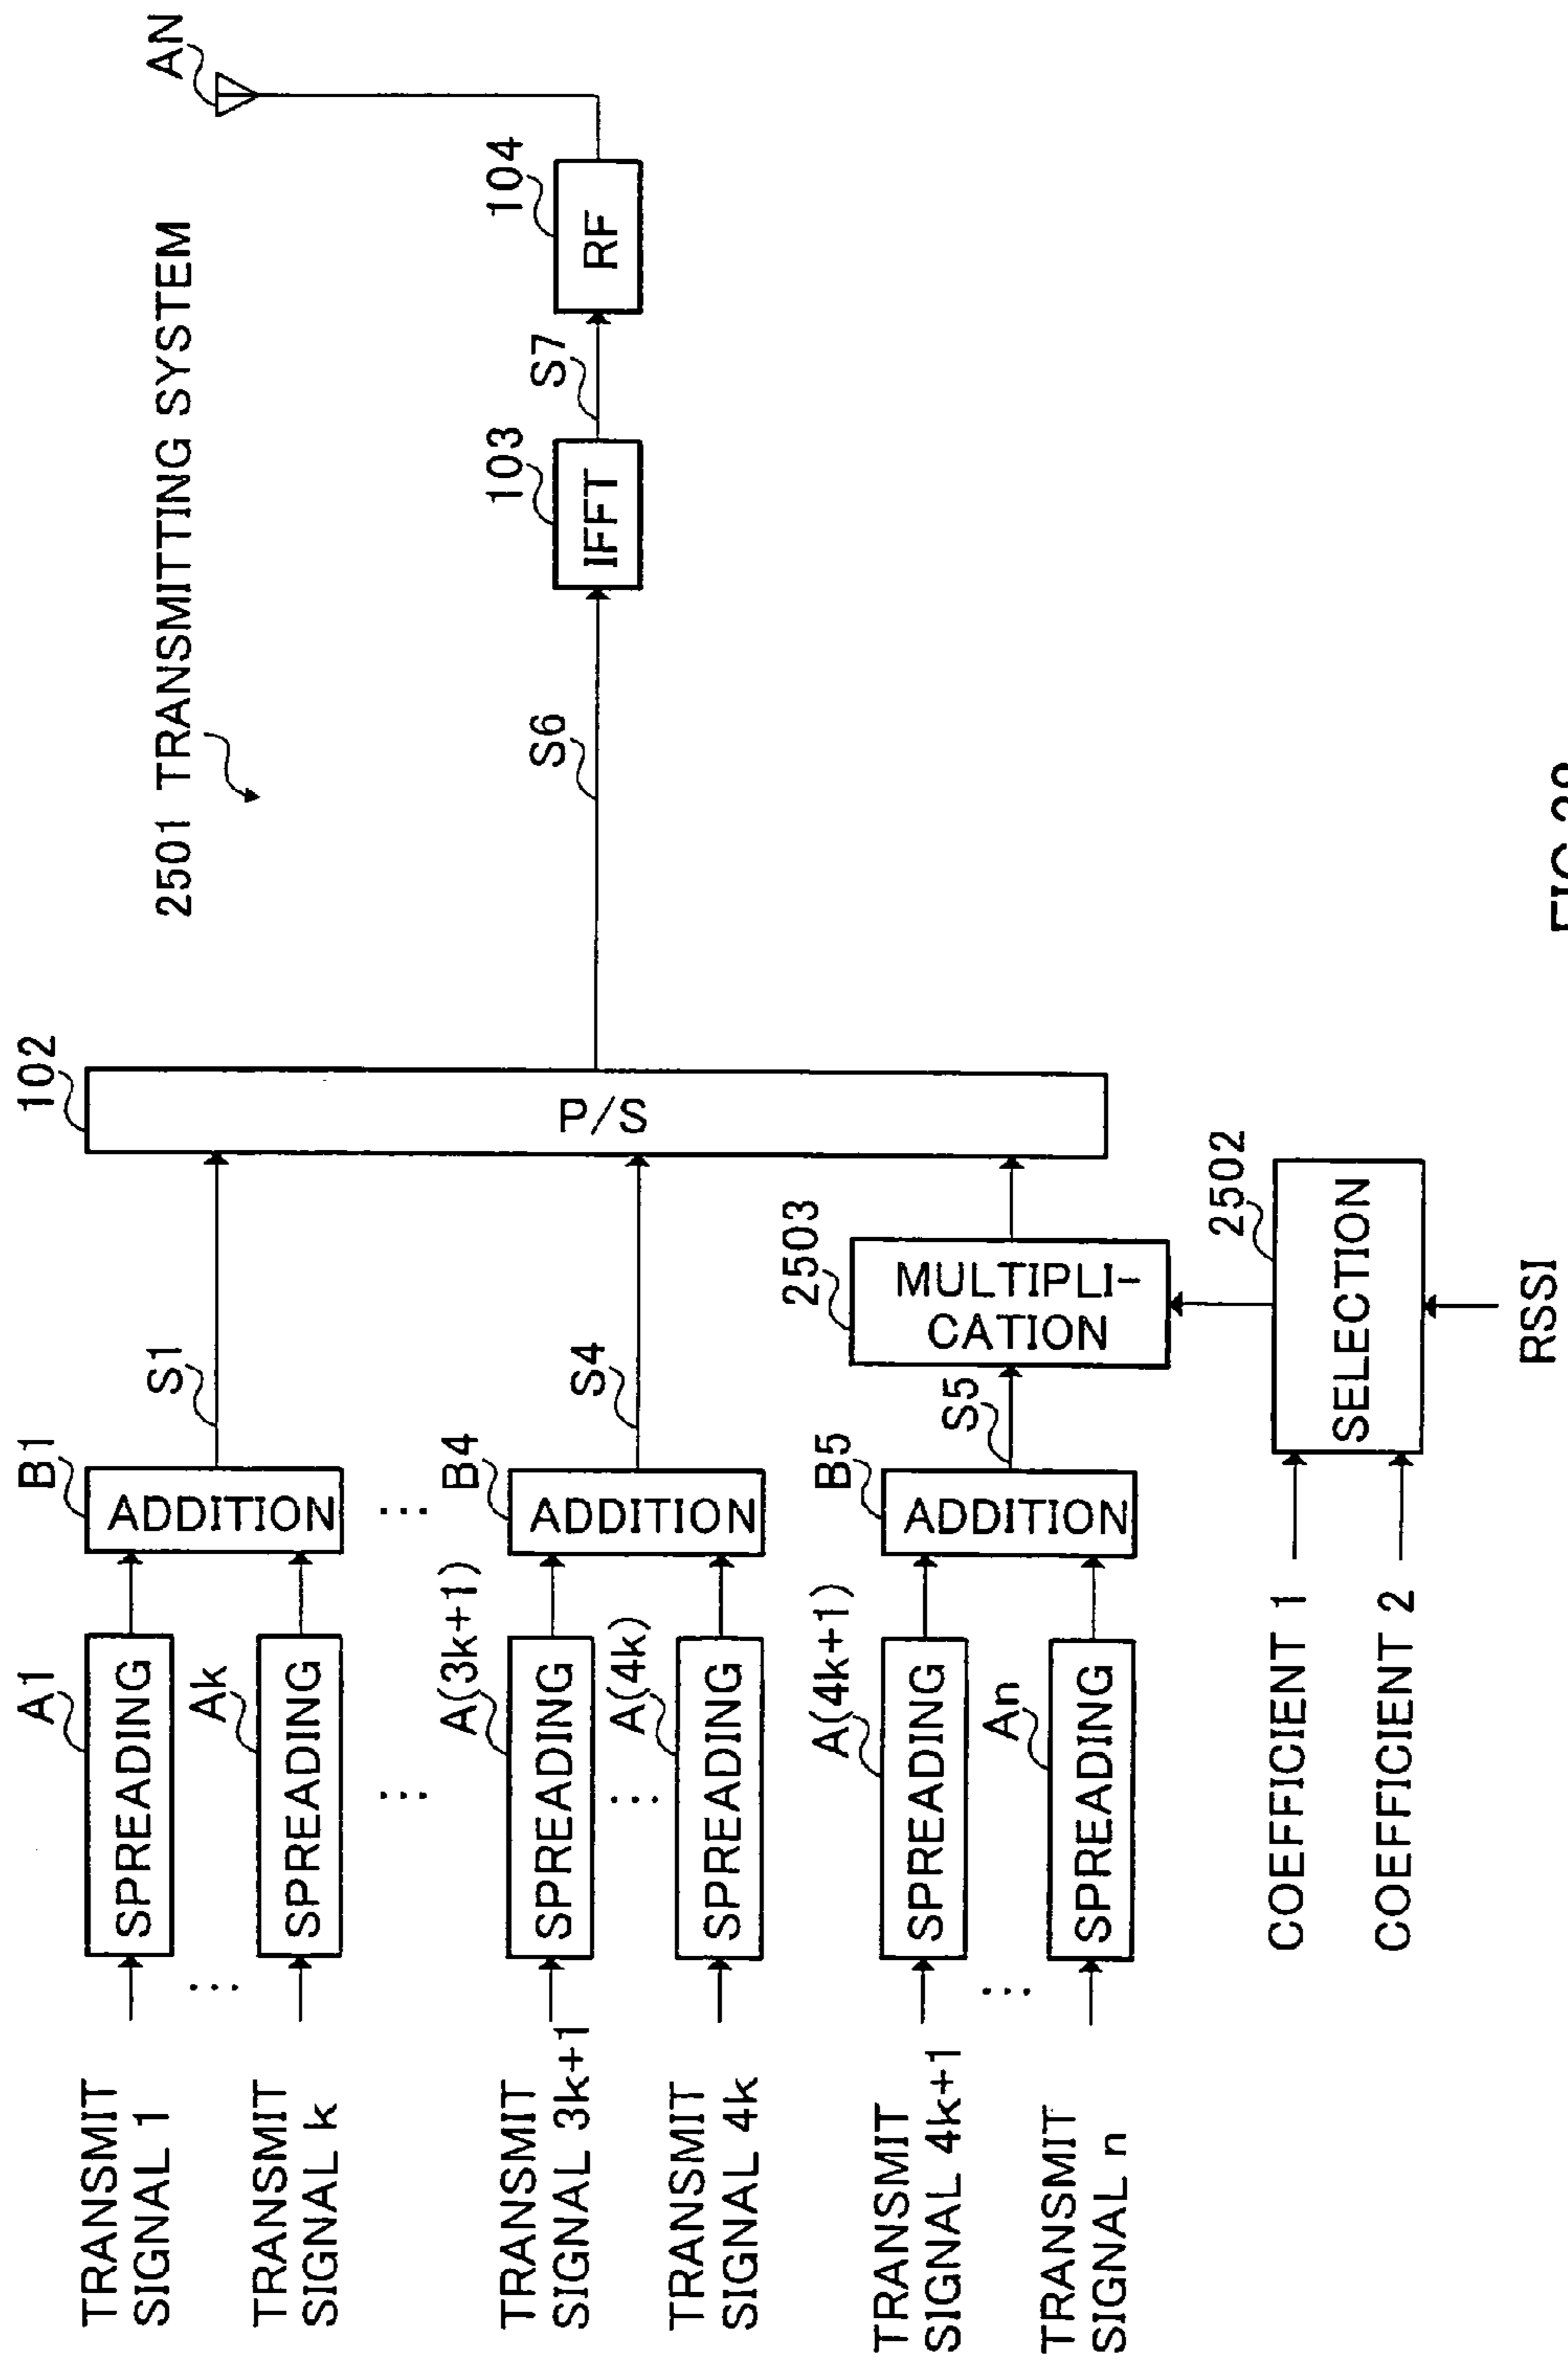 2501 TRANSMITTING SYSTEM
AN
TRANSMIT
SIGNAL 1
A1
SPREADING
B1
ADDITION
S1
102
P/S
TRANSMIT
SIGNAL k
Ak
SPREADING
...
...
...
TRANSMIT
SIGNAL 3k+1
A(3k+1)
SPREADING
B4
ADDITION
S4
S6
103
IFFT
S7
104
RF
TRANSMIT
SIGNAL 4k
A(4k)
SPREADING
...
TRANSMIT
SIGNAL 4k+1
A(4k+1)
SPREADING
B5
ADDITION
S5
2503
MULTIPLI-
CATION
TRANSMIT
SIGNAL n
...
An
SPREADING
COEFFICIENT 1
COEFFICIENT 2
2502
SELECTION
RSSI